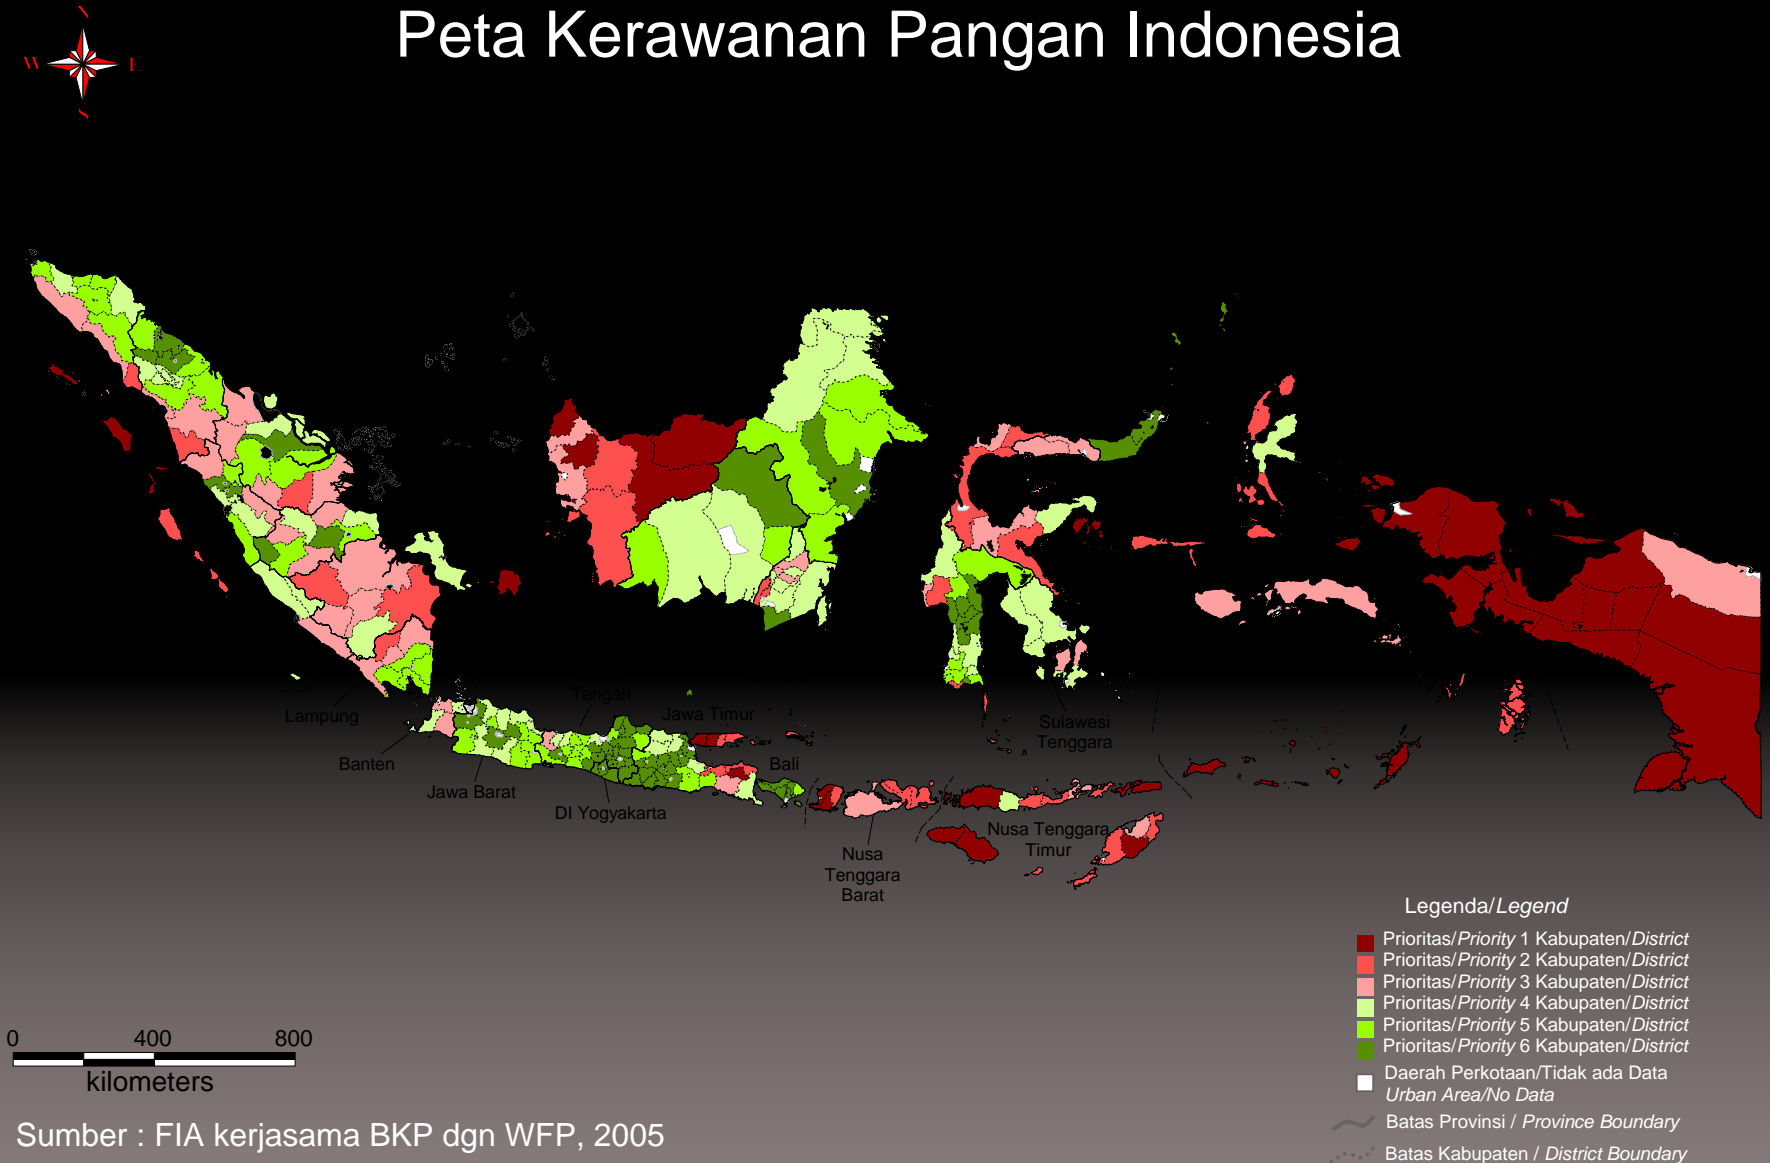 Peta Kerawanan Pangan Indonesia
N
W
E
S
Tengah
Jawa Timur
Lampung
Sulawesi
Tenggara
Banten
Bali
Jawa Barat
DI Yogyakarta
Nusa Tenggara
Timur
Nusa
Tenggara
Barat
Legenda/Legend
Prioritas/Priority 1 Kabupaten/District
Prioritas/Priority 2 Kabupaten/District
Prioritas/Priority 3 Kabupaten/District
Prioritas/Priority 4 Kabupaten/District
Prioritas/Priority 5 Kabupaten/District
Prioritas/Priority 6 Kabupaten/District
Daerah Perkotaan/Tidak ada Data
Urban Area/No Data
Batas Provinsi / Province Boundary
Batas Kabupaten / District Boundary
0 400 800
kilometers
Sumber : FIA kerjasama BKP dgn WFP, 2005